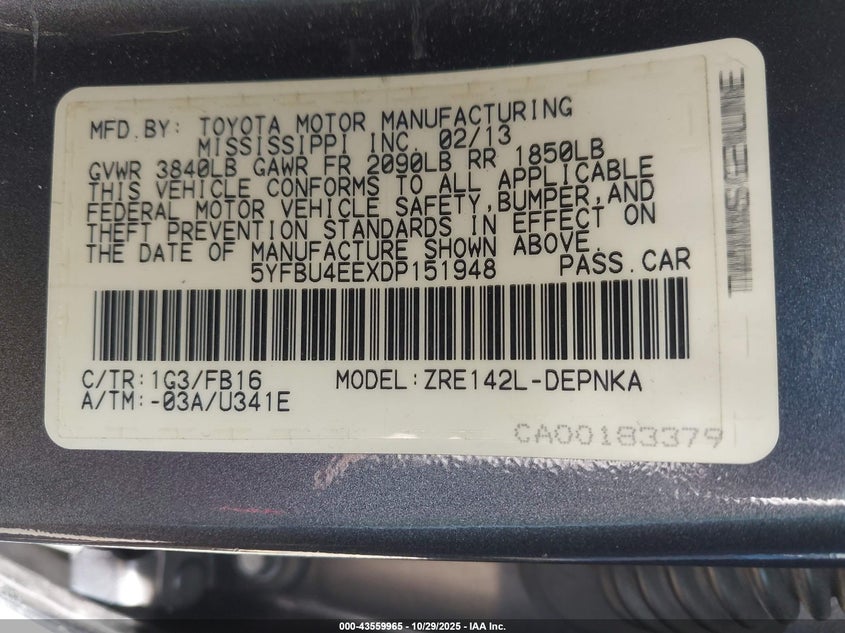 MFD.BY: TOYOTA MOTOR MANUFACTURING
MISSISSIPPI INC. 02/13
GVWR 3840LB GAWR FR 2090LB RR 1850LB
THIS VEHICLE CONFORMS TO ALL APPLICABLE
FEDERAL MOTOR VEHICLE SAFETY,BUMPER,AND
THEFT PREVENTION STANDARDS IN EFFECT ON
THE DATE OF MANUFACTURE SHOWN ABOVE.
5YFBU4EEXDP151948 PASS.CAR
C/TR:1G3/FB16 MODEL:ZRE142L-DEPNKA
A/TM:-03A/U341E
CA00183379
000-43559965 | 10/29/2025 - IAA Inc.